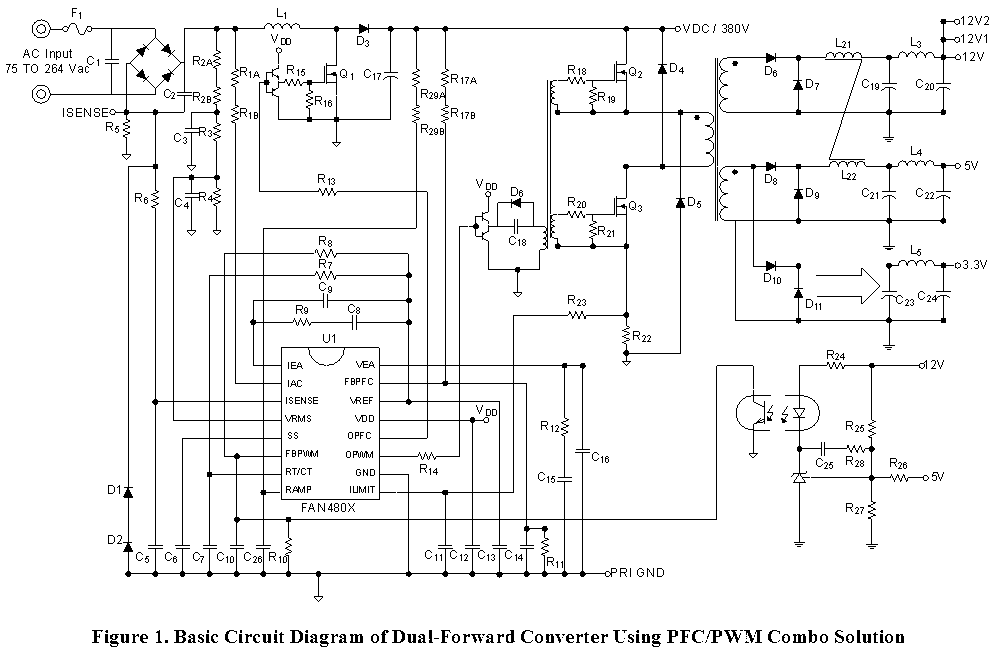 F1
L1
VDD
D3
VDC / 380V
12V2
12V1
12V
AC Input
75 TO 264 Vac
C1
C2
R2A
R2B
R1A
R1B
R15
R16
Q1
C17
R29A
R29B
R17A
R17B
R18
R19
Q2
D4
D6
D7
L21
C19
L3
C20
ISENSE
R5
C3
R3
C4
R4
R6
R13
VDD
D6
C18
R20
R21
Q3
D5
D8
D9
L22
C21
L4
C22
5V
R8
R7
C9
R9
C8
R23
R22
D10
D11
L5
C23
C24
3.3V
U1
IEA
IAC
ISENSE
VRMS
SS
FBPWM
RT/CT
RAMP
VEA
FBPFC
VREF
VDD
OPFC
OPWM
GND
ILIMIT
FAN480X
VDD
R14
R12
C15
C16
R24
12V
R25
C25
R28
R26
5V
R27
D1
D2
C5
C6
C7
C10
C26
R10
C11
C12
C13
C14
R11
PRI GND
Figure 1. Basic Circuit Diagram of Dual-Forward Converter Using PFC/PWM Combo Solution